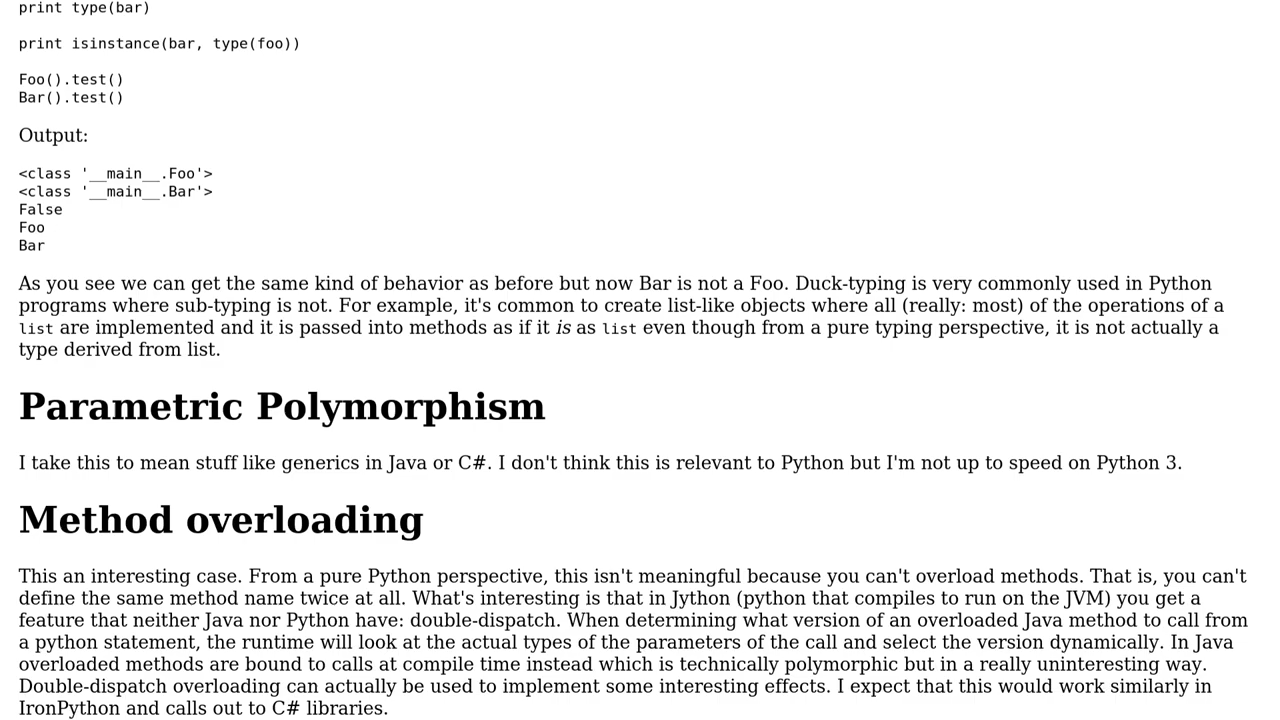 print type(bar)
print isinstance(bar, type(foo))
Foo().test()
Bar().test()
Output:
<class '__main__.Foo'>
<class '__main__.Bar'>
False
Foo
Bar
As you see we can get the same kind of behavior as before but now Bar is not a Foo. Duck-typing is very commonly used in Python
programs where sub-typing is not. For example, it's common to create list-like objects where all (really: most) of the operations of a
list are implemented and it is passed into methods as if it is as list even though from a pure typing perspective, it is not actually a
type derived from list.
Parametric Polymorphism
I take this to mean stuff like generics in Java or C#. I don't think this is relevant to Python but I'm not up to speed on Python 3.
Method overloading
This an interesting case. From a pure Python perspective, this isn't meaningful because you can't overload methods. That is, you can't
define the same method name twice at all. What's interesting is that in Jython (python that compiles to run on the JVM) you get a
feature that neither Java nor Python have: double-dispatch. When determining what version of an overloaded Java method to call from
a python statement, the runtime will look at the actual types of the parameters of the call and select the version dynamically. In Java
overloaded methods are bound to calls at compile time instead which is technically polymorphic but in a really uninteresting way.
Double-dispatch overloading can actually be used to implement some interesting effects. I expect that this would work similarly in
IronPython and calls out to C# libraries.